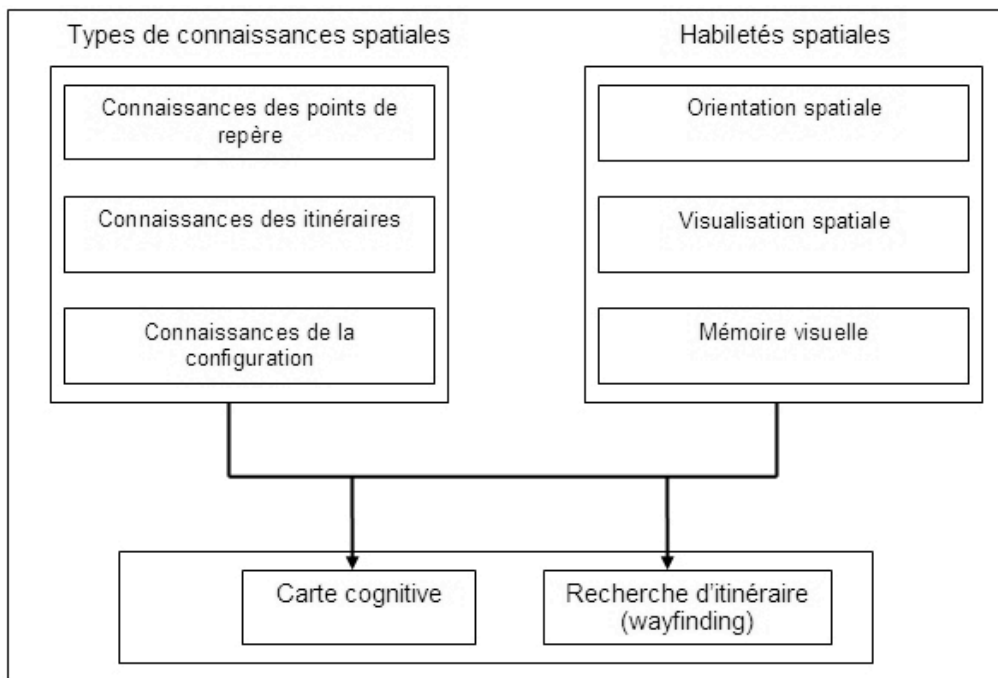 Types de connaissances spatiales
Connaissances des points de
repère
Connaissances des itinéraires
Connaissances de la
configuration
Habiletés spatiales
Orientation spatiale
Visualisation spatiale
Mémoire visuelle
Carte cognitive
Recherche d'itinéraire
(wayfinding)